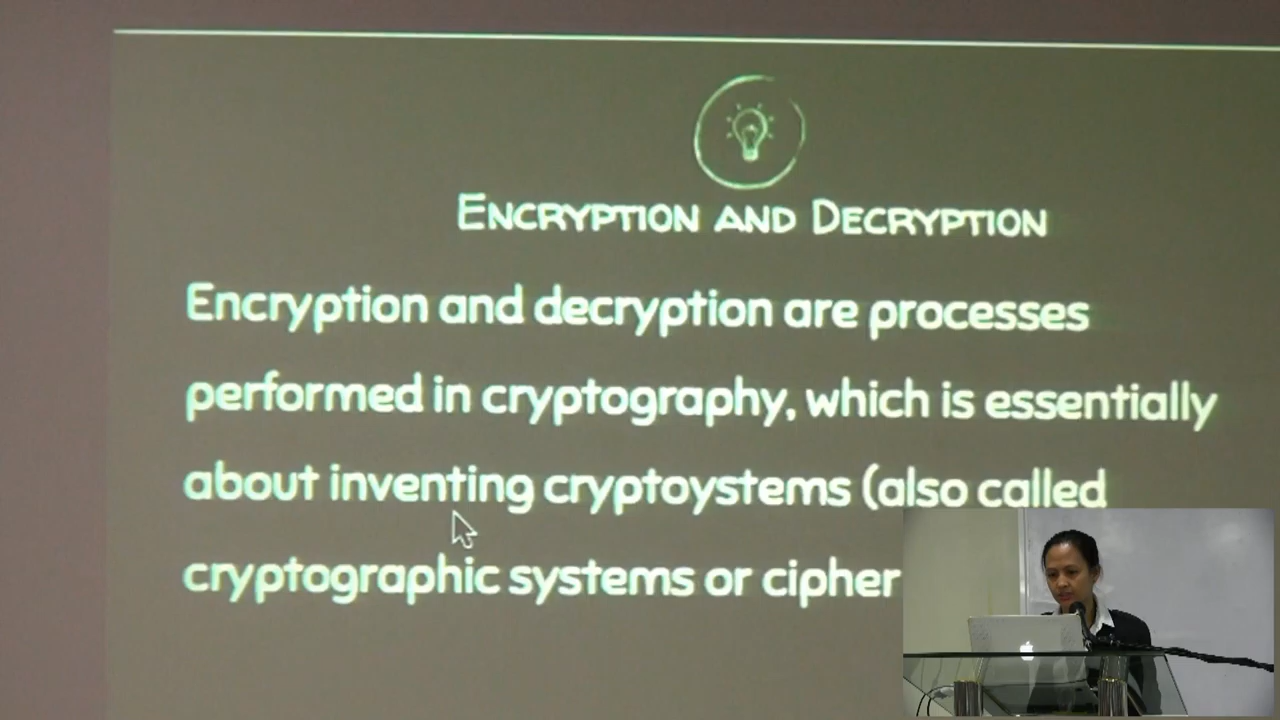 ENCRYPTION AND DECRYPTION
Encryption and decryption are processes
performed in cryptography, which is essentially
about inventing cryptoystems (also called
cryptographic systems or cipher